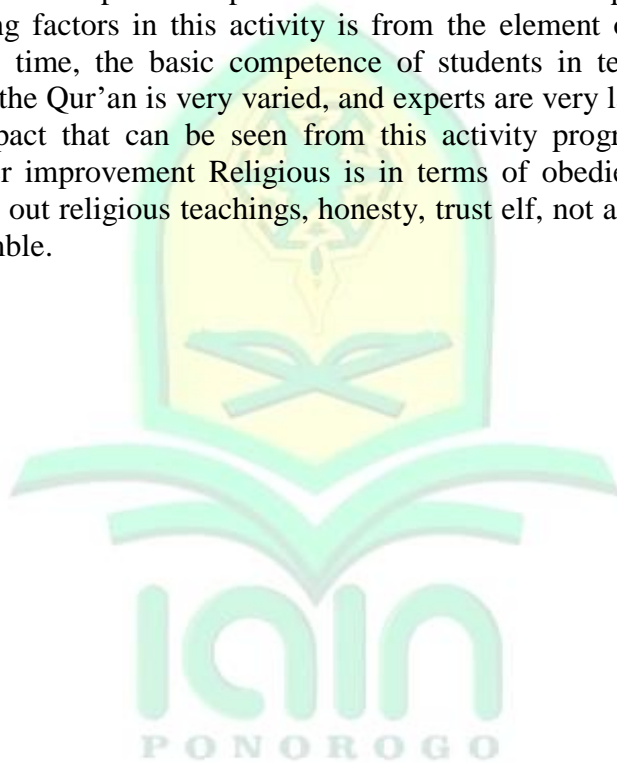 ng factors in this activity is from the element
time, the basic competence of students in te
the Qur’an is very varied, and experts are very
pact that can be seen from this activity progr
r improvement Religious is in terms of obedie
out religious teachings, honesty, trust elf, not a
ble.
iain
PONOROGO